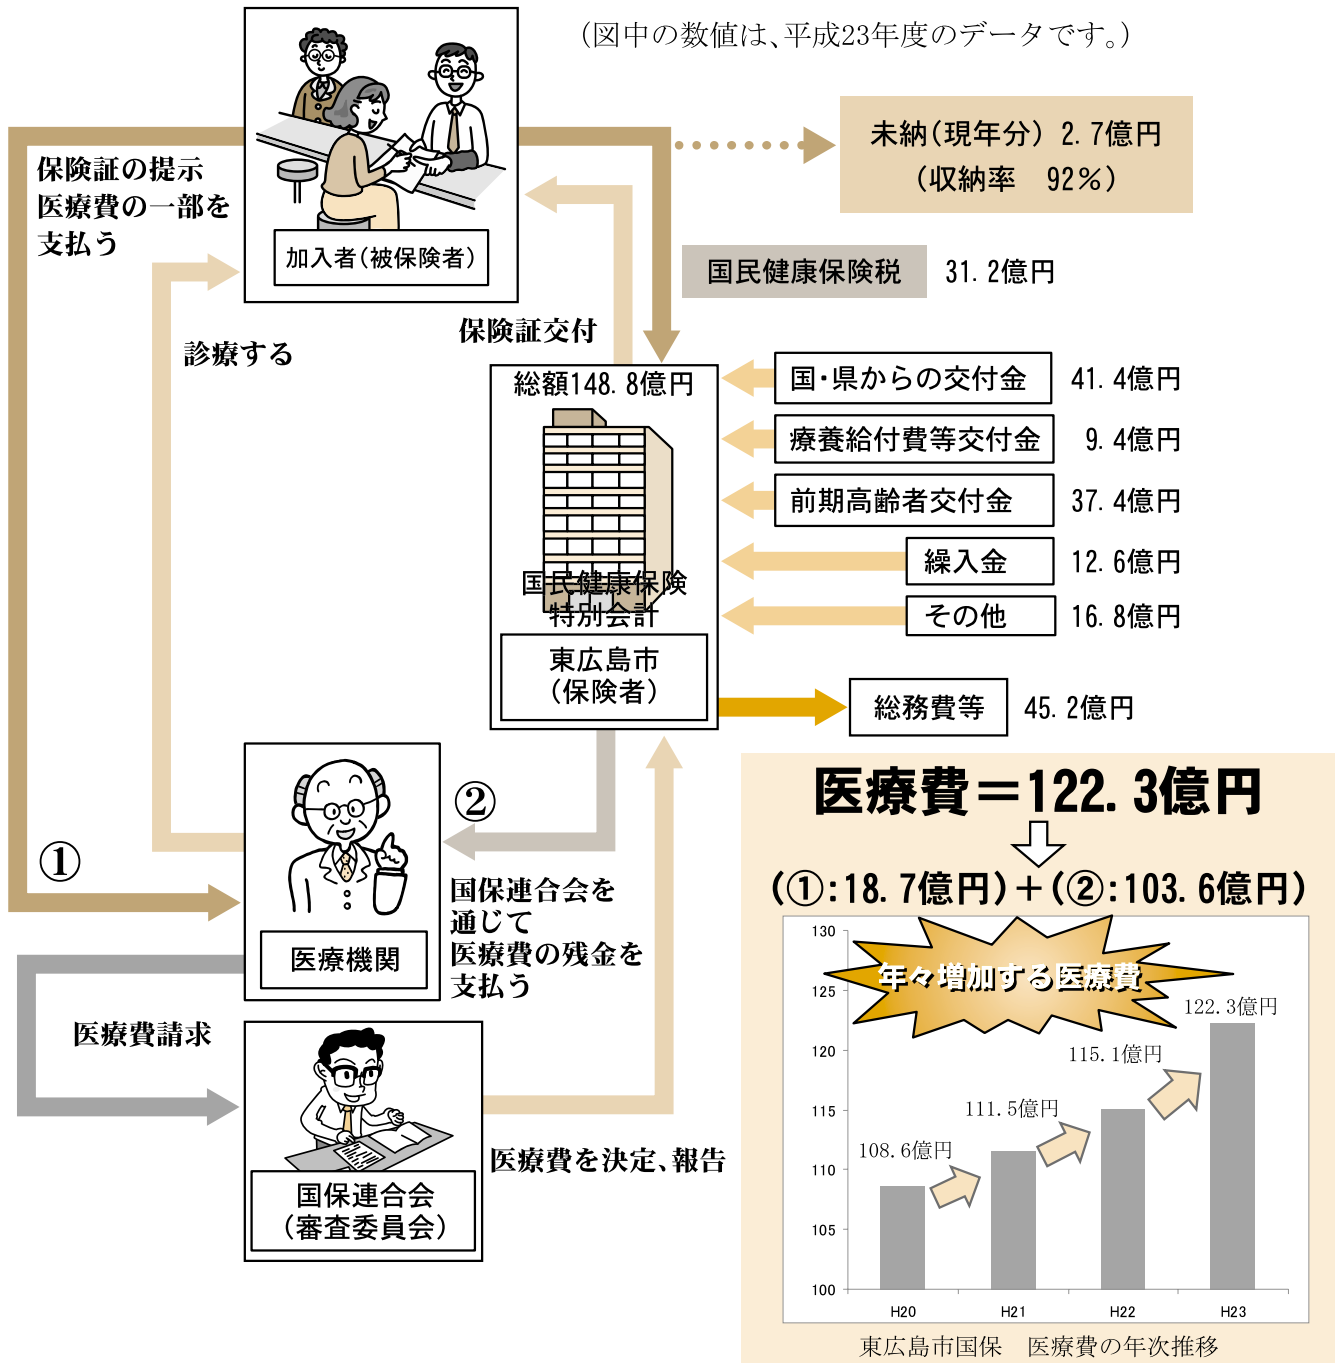 (図中の数値は、平成23年度のデータです。)
未納(現年分) 2.7億円
(収納率 92%)
保険証の提示
医療費の一部を
支払う
加入者(被保険者)
国民健康保険税 31.2億円
保険証交付
診療する
総額148.8億円
国・県からの交付金 41.4億円
療養給付費等交付金 9.4億円
前期高齢者交付金 37.4億円
繰入金 12.6億円
その他 16.8億円
国民健康保険
特別会計
東広島市
(保険者)
総務費等 45.2億円
①
②
国保連合会を
通じて
医療費の残金を
支払う
医療機関
医療費請求
医療費を決定、報告
国保連合会
(審査委員会)
医療費=122.3億円
(①:18.7億円)+(②:103.6億円)
年々増加する医療費
130
125
120
115
110
105
100
108.6億円
111.5億円
115.1億円
122.3億円
H20 H21 H22 H23
東広島市国保 医療費の年次推移